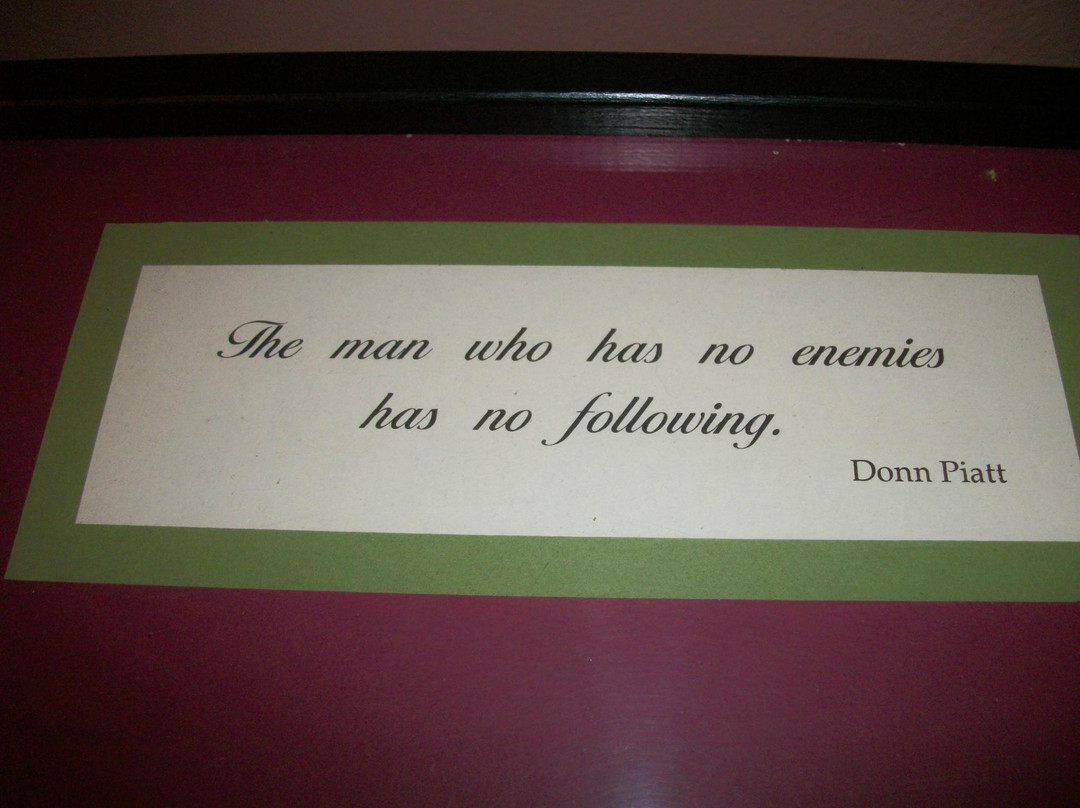 The man who has no enemies
has no following.
Donn Piatt